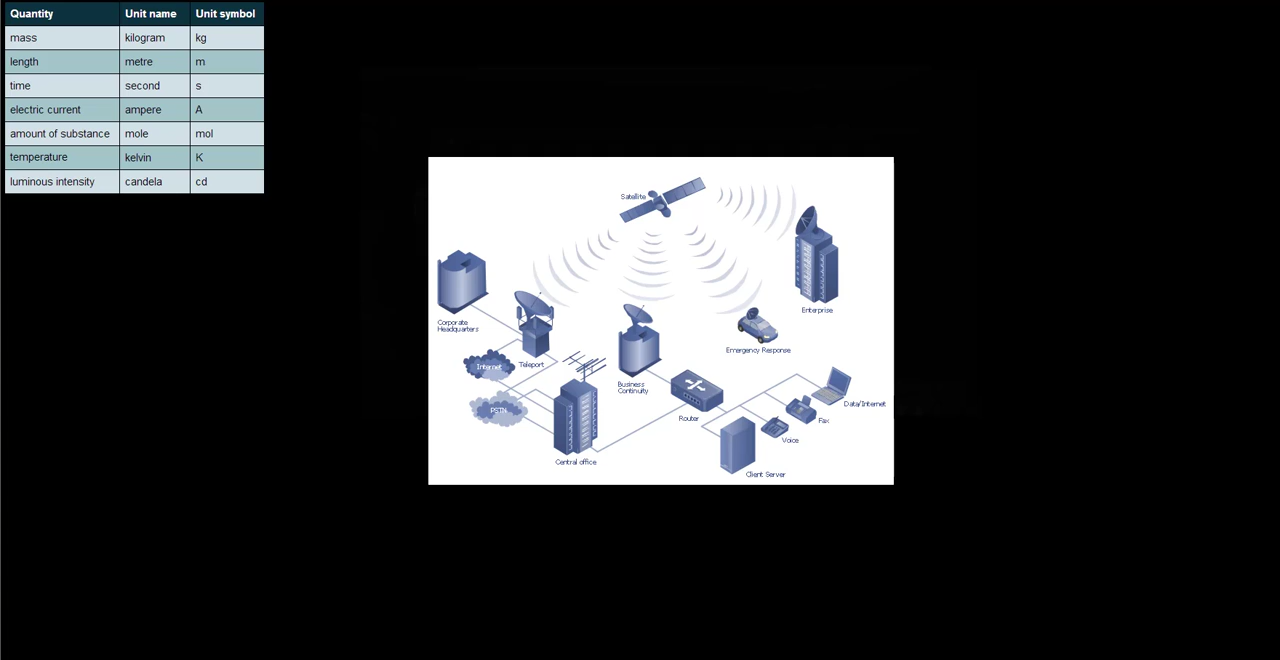 Quantity Unit name Unit symbol
mass kilogram kg
length metre m
time second s
electric current ampere A
amount of substance mole mol
temperature kelvin K
luminous intensity candela cd
Satellite
Enterprise
Corporate
Headquarters
Emergency Response
Internet
Teleport
Business
Continuity
PSTN
Router
Data/Internet
Fax
Voice
Central office
Client Server